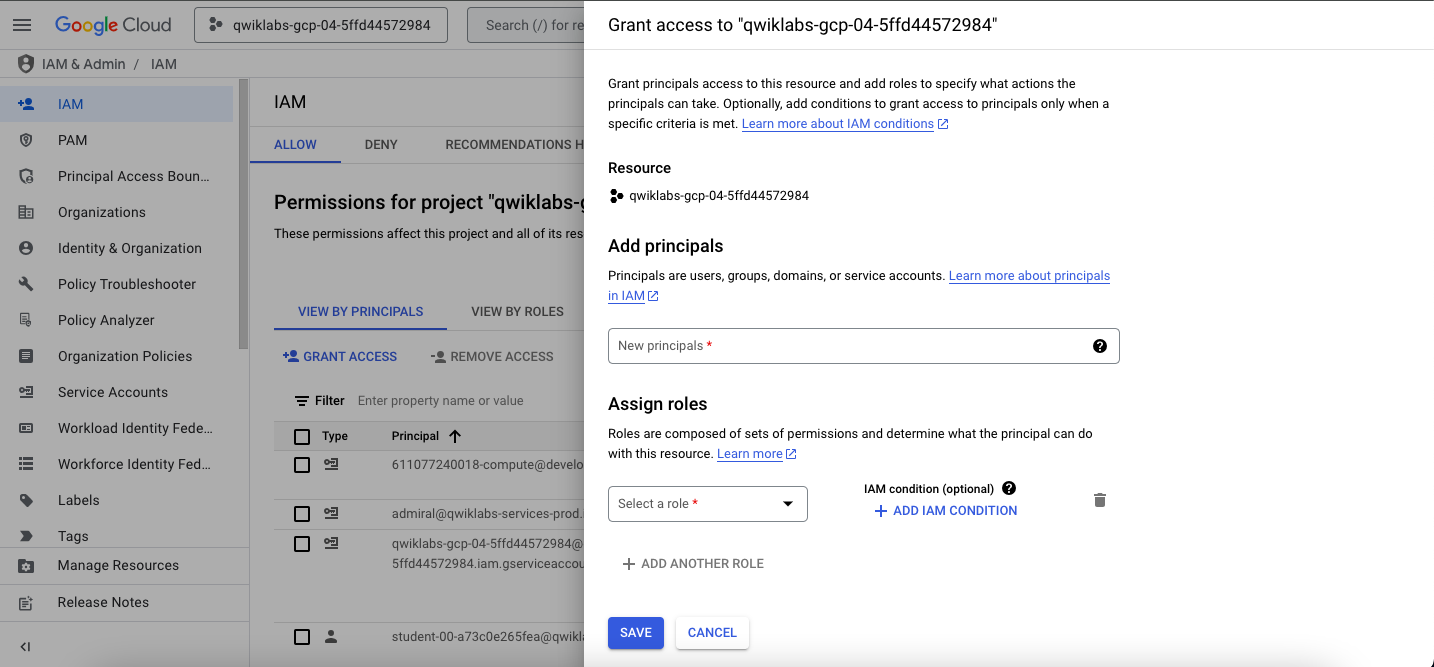 Google Cloud
qwiklabs-gcp-04-5ffd44572984
Search (/) for re
IAM & Admin / IAM
IAM
PAM
Principal Access Boun...
Organizations
Identity & Organization
Policy Troubleshooter
Policy Analyzer
Organization Policies
Service Accounts
Workload Identity Fede...
Workforce Identity Fed...
Labels
Tags
Manage Resources
Release Notes
IAM
ALLOW
DENY
RECOMMENDATIONS H
Permissions for project "qwiklabs-g
These permissions affect this project and all of its res
VIEW BY PRINCIPALS
VIEW BY ROLES
GRANT ACCESS
REMOVE ACCESS
Filter Enter property name or value
Type Principal
611077240018-compute@develo
admiral@qwiklabs-services-prod.
qwiklabs-gcp-04-5ffd44572984@
5ffd44572984.iam.gserviceaccou
student-00-a73c0e265fea@qwikla
Grant access to "qwiklabs-gcp-04-5ffd44572984"
Grant principals access to this resource and add roles to specify what actions the
principals can take. Optionally, add conditions to grant access to principals only when a
specific criteria is met. Learn more about IAM conditions
Resource
qwiklabs-gcp-04-5ffd44572984
Add principals
Principals are users, groups, domains, or service accounts. Learn more about principals
in IAM
New principals *
Assign roles
Roles are composed of sets of permissions and determine what the principal can do
with this resource. Learn more
Select a role *
IAM condition (optional)
+ ADD IAM CONDITION
+ ADD ANOTHER ROLE
SAVE
CANCEL